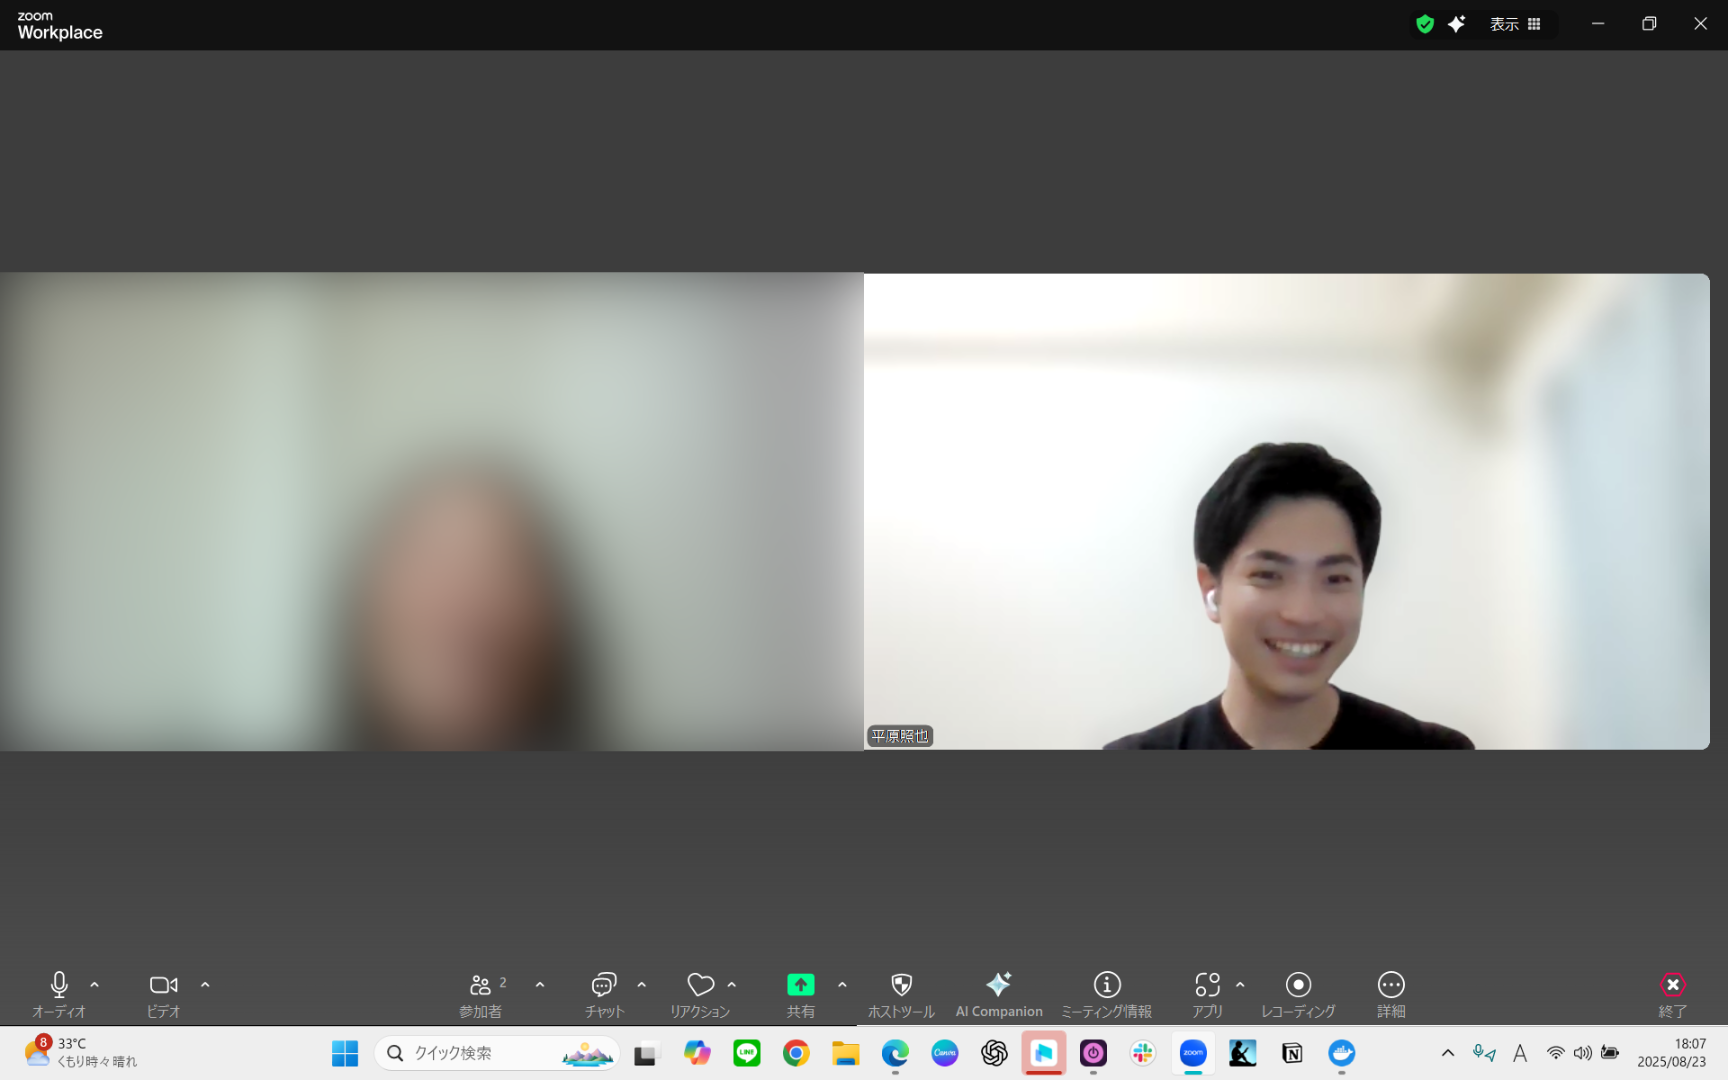 zoom
Workplace
表示
平原照也
オーディオ
ビデオ
参加者
2
チャット
リアクション
共有
ホストツール
AI Companion
ミーティング情報
アプリ
レコーディング
詳細
終了
8
33°C
くもり時々晴れ
クイック検索
LINE
Canva
zoom
A
18:07
2025/08/23